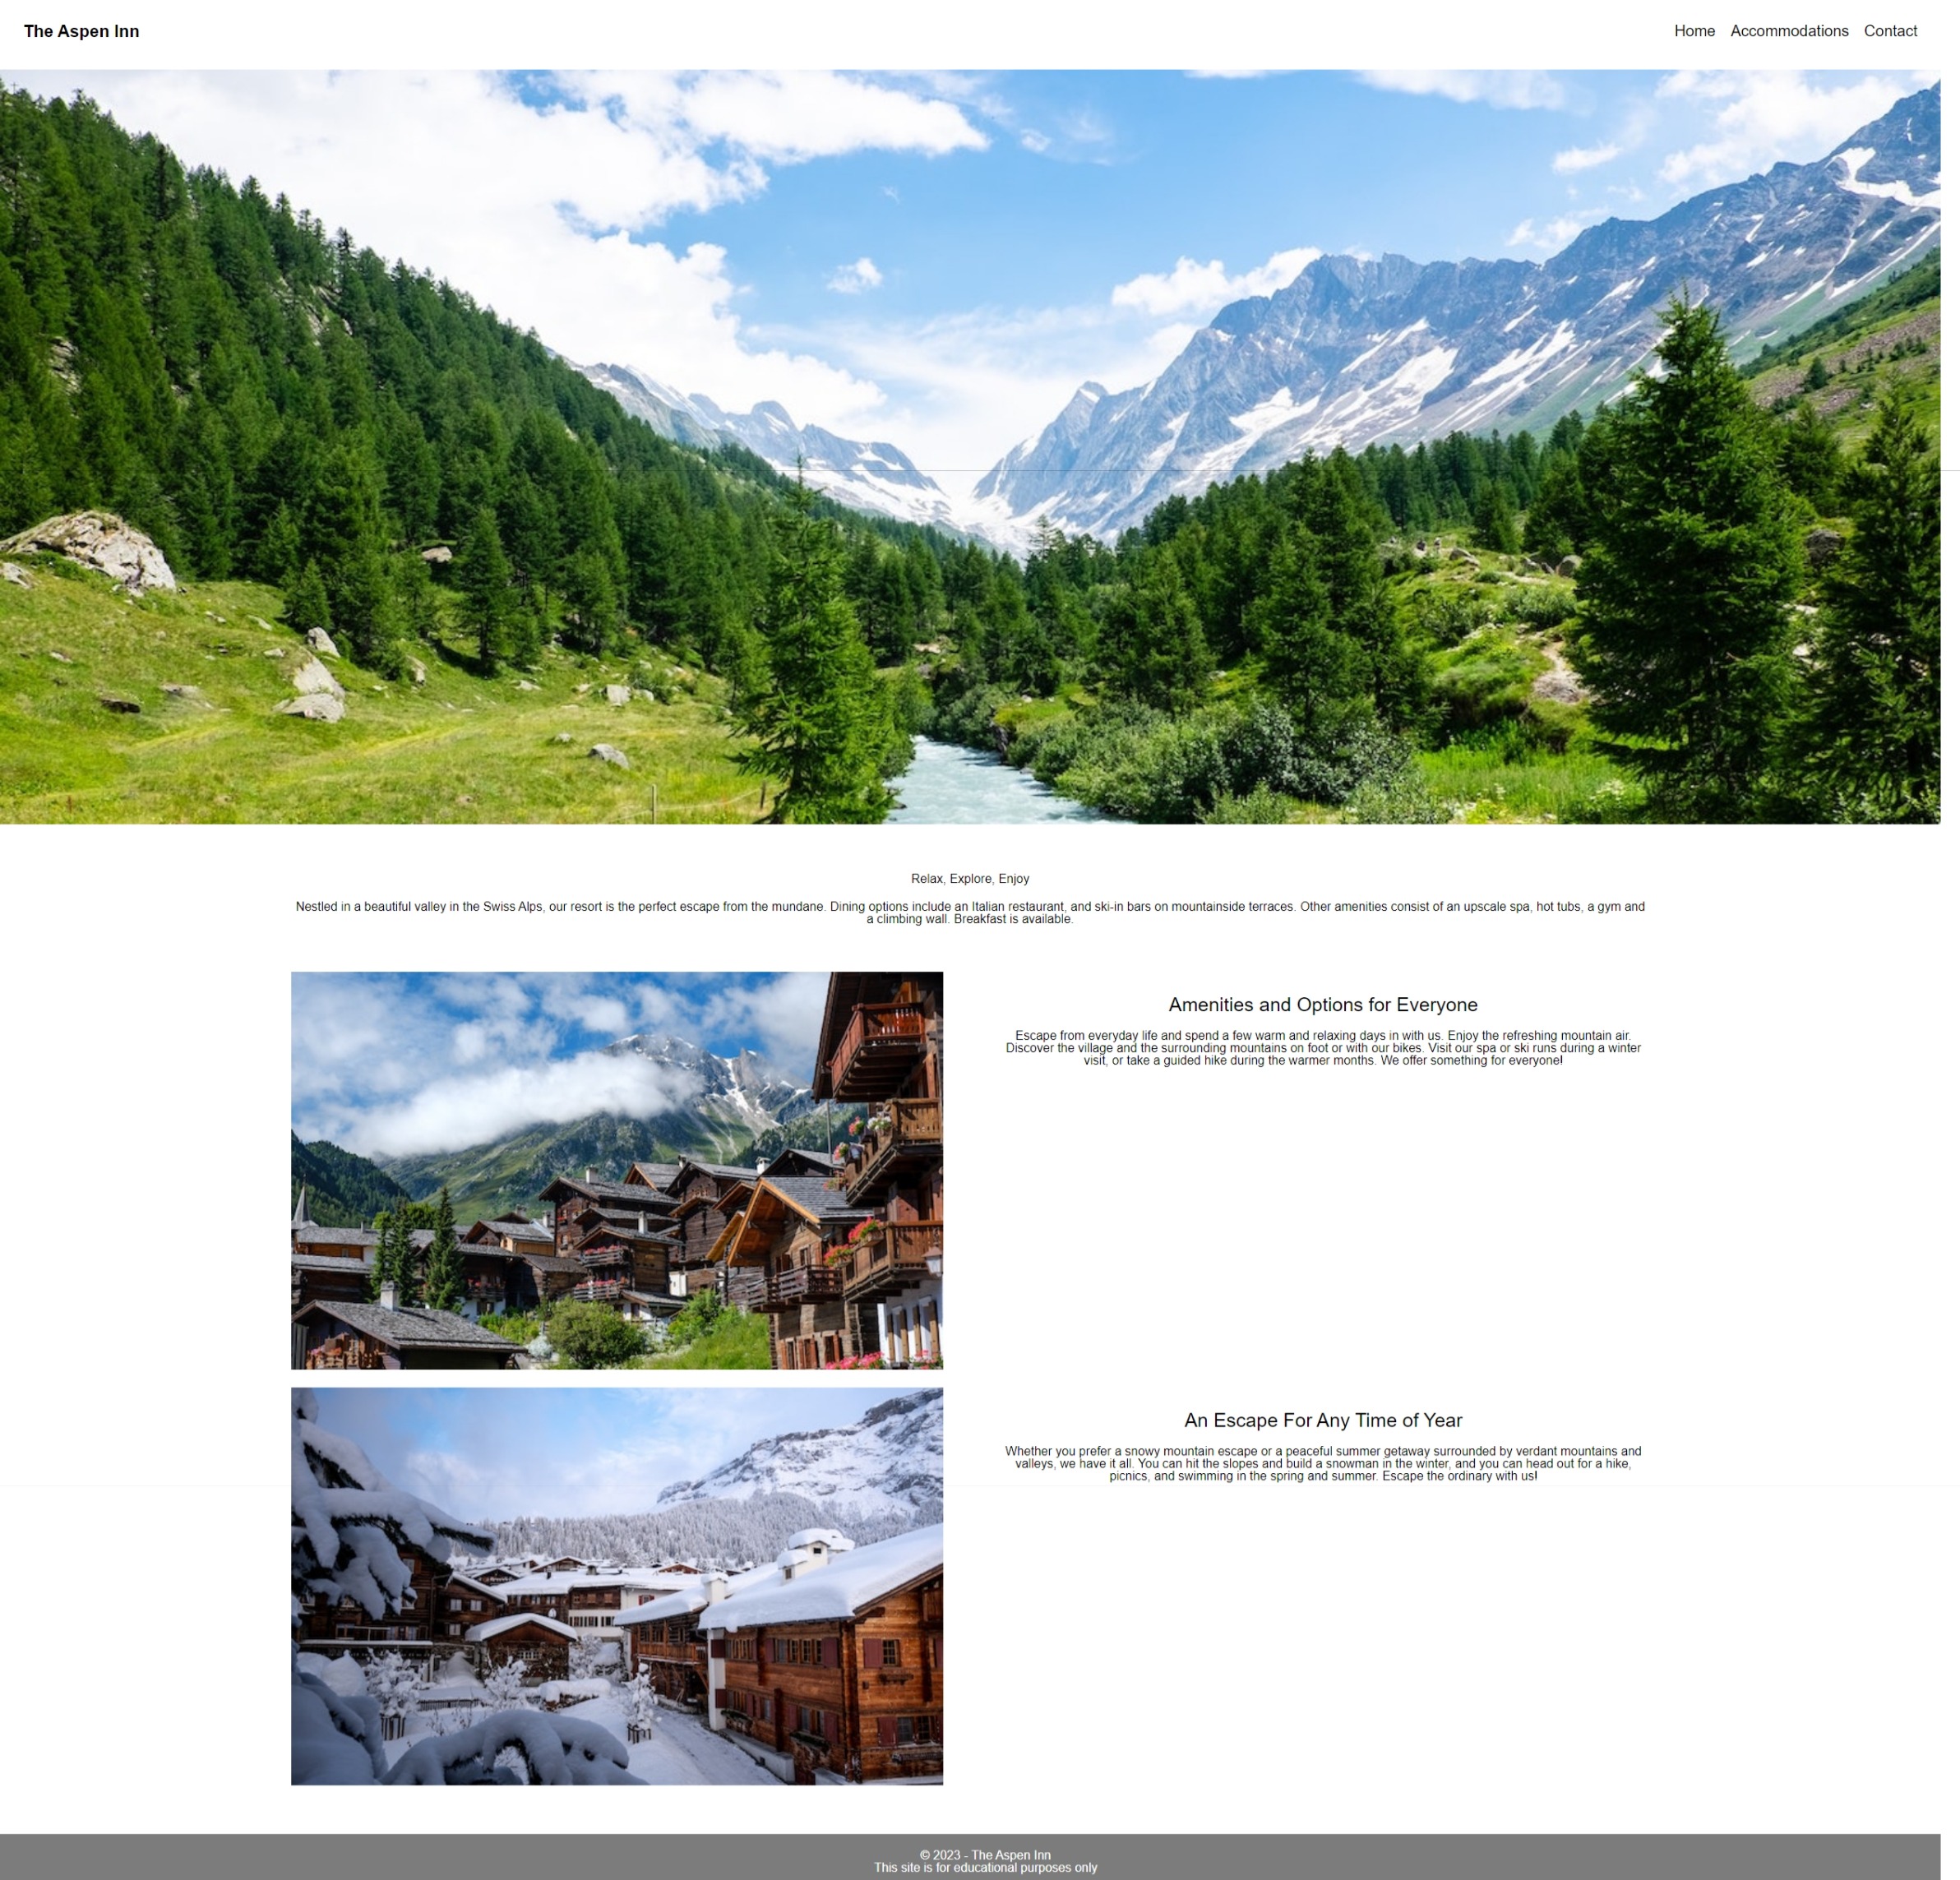 The Aspen Inn
Home Accommodations Contact
Relax, Explore, Enjoy
Nestled in a beautiful valley in the Swiss Alps, our resort is the perfect escape from the mundane. Dining options include an Italian restaurant, and ski-in bars on mountainside terraces. Other amenities consist of an upscale spa, hot tubs, a gym and
a climbing wall. Breakfast is available.
Amenities and Options for Everyone
Escape from everyday life and spend a few warm and relaxing days in with us. Enjoy the refreshing mountain air.
Discover the village and the surrounding mountains on foot or with our bikes. Visit our spa or ski runs during a winter
visit, or take a guided hike during the warmer months. We offer something for everyone!
An Escape For Any Time of Year
Whether you prefer a snowy mountain escape or a peaceful summer getaway surrounded by verdant mountains and
valleys, we have it all. You can hit the slopes and build a snowman in the winter, and you can head out for a hike,
picnics, and swimming in the spring and summer. Escape the ordinary with us!
© 2023 - The Aspen Inn
This site is for educational purposes only